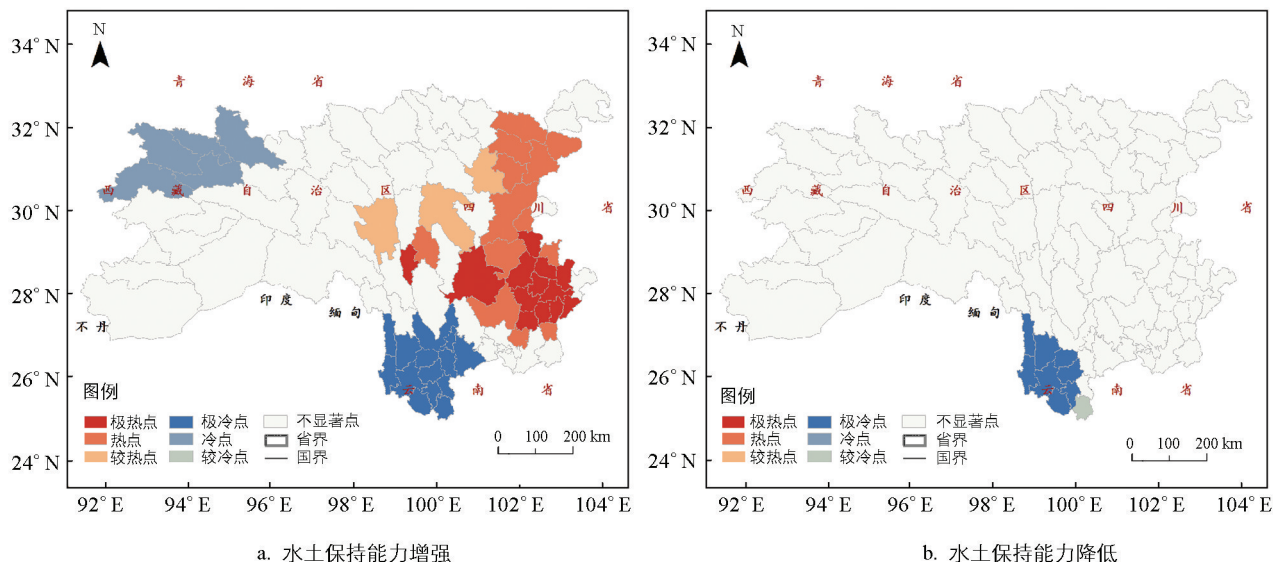 34° N
32° N
30° N
28° N
26° N
24° N
92° E
94° E
96° E
98° E
100° E
102° E
104° E
N
青海省
西藏自治区
四川省
印度
缅甸
不丹
云南省
图例
极热点
极冷点
不显著点
热点
冷点
省界
较热点
较冷点
国界
0 100 200 km
a. 水土保持能力增强
34° N
32° N
30° N
28° N
26° N
24° N
92° E
94° E
96° E
98° E
100° E
102° E
104° E
N
青海省
西藏自治区
四川省
印度
缅甸
不丹
云南省
图例
极热点
极冷点
不显著点
热点
冷点
省界
较热点
较冷点
国界
0 100 200 km
b. 水土保持能力降低